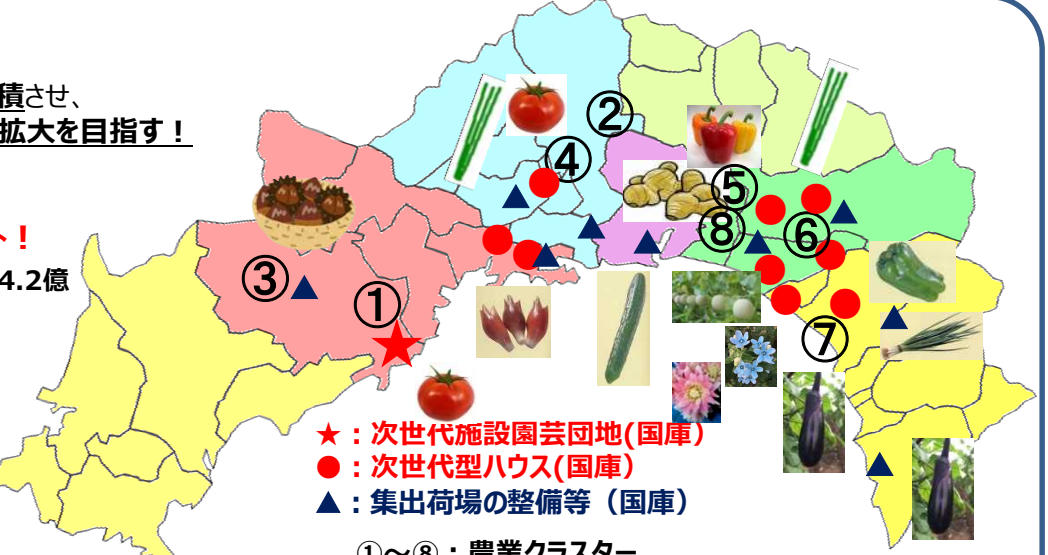 積させ、
拡大を目指す！
ト！
4.2億
②
④
⑤
⑧
⑥
③
①
⑦
★：次世代施設園芸団地(国庫）
●：次世代型ハウス(国庫）
▲：集出荷場の整備等（国庫）
①～⑧：農業クラスター